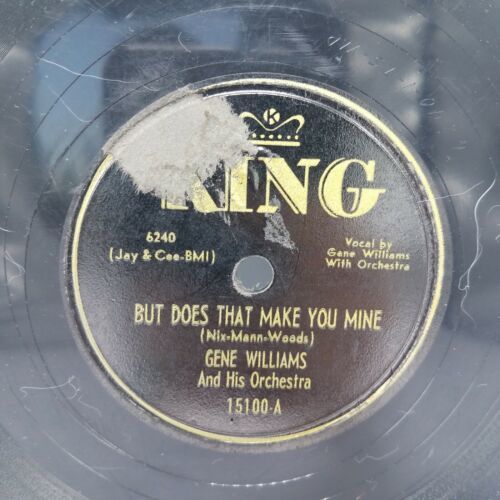 K
KING
6240
(Jay & Cee-BMI)
Vocal by
Gene Williams
With Orchestra
BUT DOES THAT MAKE YOU MINE
(Nix-Mann-Woods)
GENE WILLIAMS
And His Orchestra
15100-A